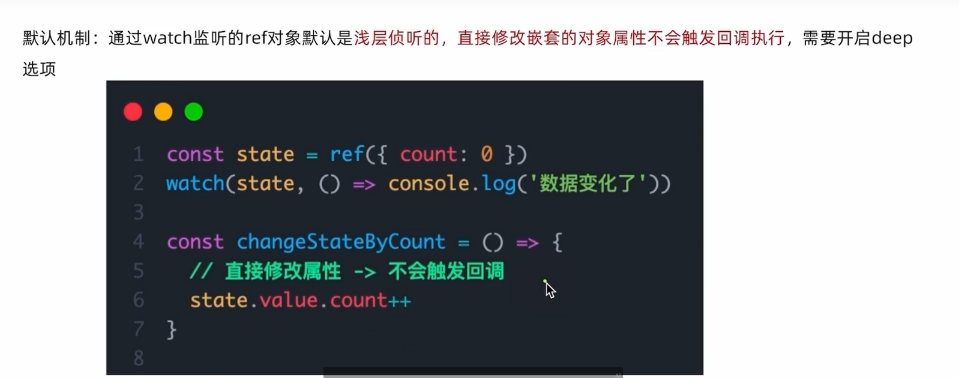 默认机制：通过watch监听的ref对象默认是浅层侦听的，直接修改嵌套的对象属性不会触发回调执行，需要开启deep
选项
1 const state = ref({ count: 0 })
2 watch(state, () => console.log('数据变化了'))
3
4 const changeStateByCount = () => {
5 // 直接修改属性 -> 不会触发回调
6 state.value.count++
7 }
8